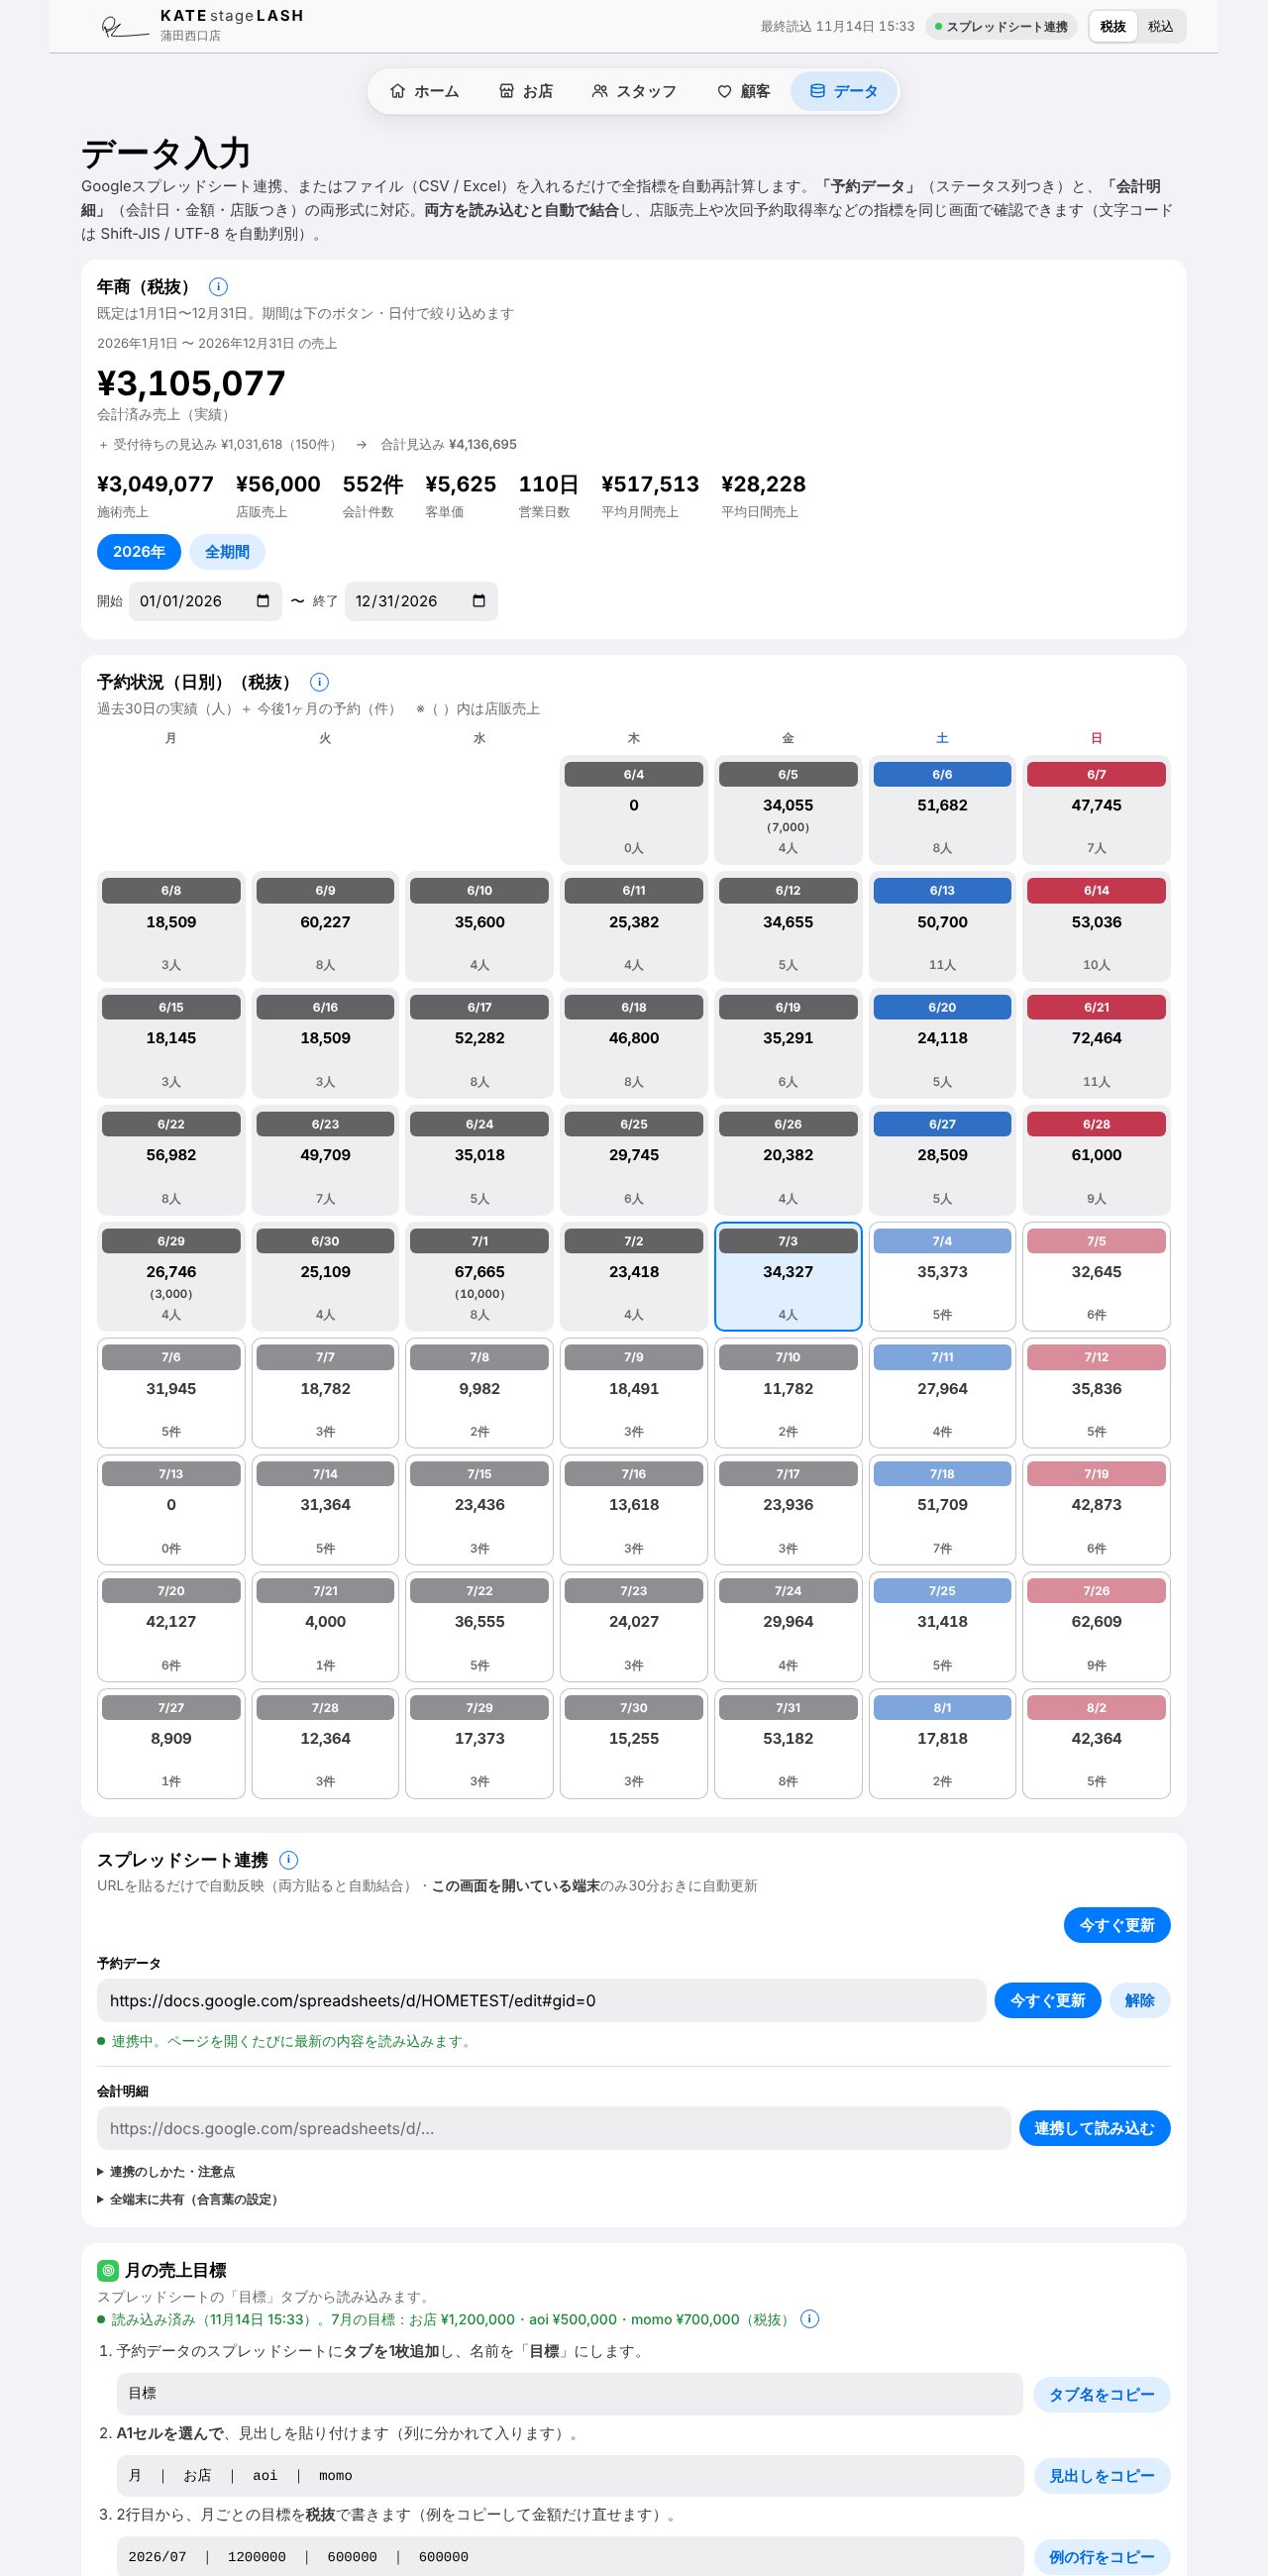 KATE stage LASH
蒲田西口店
最終読込 11月14日 15:33
スプレッドシート連携
税抜 税込
ホーム お店 スタッフ 顧客 データ
データ入力
Googleスプレッドシート連携、またはファイル（CSV / Excel）を入れるだけで全指標を自動再計算します。「予約データ」（ステータス列つき）と、「会計明
細」（会計日・金額・店販つき）の両形式に対応。両方を読み込むと自動で結合し、店販売上や次回予約取得率などの指標を同じ画面で確認できます（文字コード
は Shift-JIS / UTF-8 を自動判別）。
年商（税抜） i
既定は1月1日〜12月31日。期間は下のボタン・日付で絞り込めます
2026年1月1日 〜 2026年12月31日 の売上
¥3,105,077
会計済み売上（実績）
＋ 受付待ちの見込み ¥1,031,618（150件） → 合計見込み ¥4,136,695
¥3,049,077 ¥56,000 552件 ¥5,625 110日 ¥517,513 ¥28,228
施術売上 店販売上 会計件数 客単価 営業日数 平均月間売上 平均日間売上
2026年 全期間
開始 01/01/2026 〜 終了 12/31/2026
予約状況（日別）（税抜） i
過去30日の実績（人）＋ 今後1ヶ月の予約（件） ※（ ）内は店販売上
月 火 水 木 金 土 日
6/4 6/5 6/6 6/7
0 34,055 51,682 47,745
（7,000）
0人 4人 8人 7人
6/8 6/9 6/10 6/11 6/12 6/13 6/14
18,509 60,227 35,600 25,382 34,655 50,700 53,036
3人 8人 4人 4人 5人 11人 10人
6/15 6/16 6/17 6/18 6/19 6/20 6/21
18,145 18,509 52,282 46,800 35,291 24,118 72,464
3人 3人 8人 8人 6人 5人 11人
6/22 6/23 6/24 6/25 6/26 6/27 6/28
56,982 49,709 35,018 29,745 20,382 28,509 61,000
8人 7人 5人 6人 4人 5人 9人
6/29 6/30 7/1 7/2 7/3 7/4 7/5
26,746 25,109 67,665 23,418 34,327 35,373 32,645
（3,000） （10,000）
4人 4人 8人 4人 4人 5件 6件
7/6 7/7 7/8 7/9 7/10 7/11 7/12
31,945 18,782 9,982 18,491 11,782 27,964 35,836
5件 3件 2件 3件 2件 4件 5件
7/13 7/14 7/15 7/16 7/17 7/18 7/19
0 31,364 23,436 13,618 23,936 51,709 42,873
0件 5件 3件 3件 3件 7件 6件
7/20 7/21 7/22 7/23 7/24 7/25 7/26
42,127 4,000 36,555 24,027 29,964 31,418 62,609
6件 1件 5件 3件 4件 5件 9件
7/27 7/28 7/29 7/30 7/31 8/1 8/2
8,909 12,364 17,373 15,255 53,182 17,818 42,364
1件 3件 3件 3件 8件 2件 5件
スプレッドシート連携 i
URLを貼るだけで自動反映（両方貼ると自動結合）・この画面を開いている端末のみ30分おきに自動更新
今すぐ更新
予約データ
https://docs.google.com/spreadsheets/d/HOMETEST/edit#gid=0 今すぐ更新 解除
連携中。ページを開くたびに最新の内容を読み込みます。
会計明細
https://docs.google.com/spreadsheets/d/… 連携して読み込む
▶ 連携のしかた・注意点
▶ 全端末に共有（合言葉の設定）
月の売上目標
スプレッドシートの「目標」タブから読み込みます。
読み込み済み（11月14日 15:33）。7月の目標：お店 ¥1,200,000・aoi ¥500,000・momo ¥700,000（税抜） i
1. 予約データのスプレッドシートにタブを1枚追加し、名前を「目標」にします。
目標 タブ名をコピー
2. A1セルを選んで、見出しを貼り付けます（列に分かれて入ります）。
月 ｜ お店 ｜ aoi ｜ momo 見出しをコピー
3. 2行目から、月ごとの目標を税抜で書きます（例をコピーして金額だけ直せます）。
2026/07 ｜ 1200000 ｜ 600000 ｜ 600000 例の行をコピー